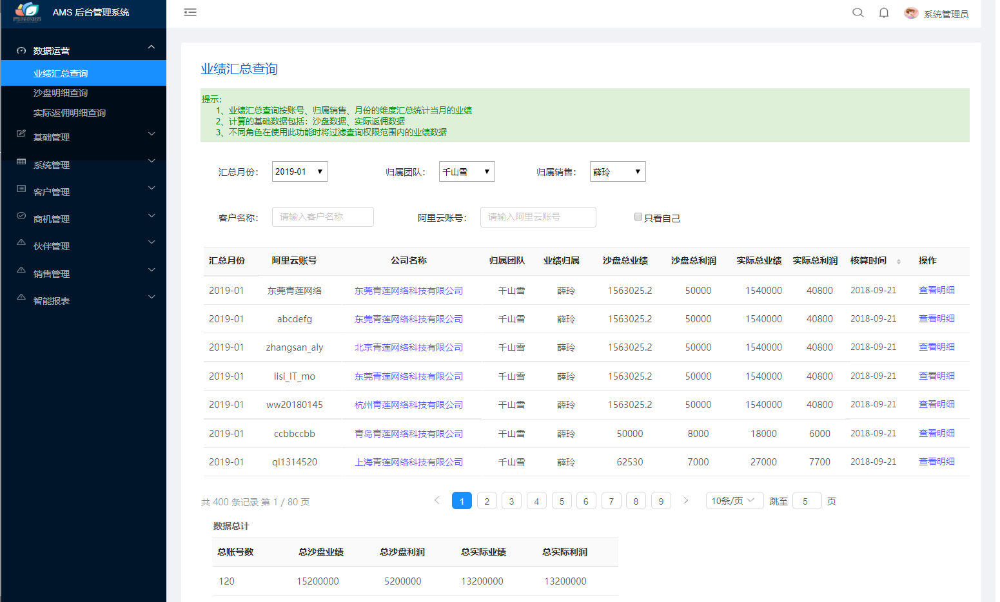 AMS 后台管理系统
系统管理员
数据运营
业绩汇总查询
沙盘明细查询
实际返佣明细查询
基础管理
系统管理
客户管理
商机管理
伙伴管理
销售管理
智能报表
业绩汇总查询
提示：
1、业绩汇总查询按账号、归属销售、月份的维度汇总统计当月的业绩
2、计算的基础数据包括：沙盘数据、实际返佣数据
3、不同角色在使用此功能时将过滤查询权限范围内的业绩数据
汇总月份： 2019-01 归属团队： 千山雪 归属销售： 薛玲
客户名称： 请输入客户名称 阿里云账号： 请输入阿里云账号 只看自己
汇总月份 阿里云账号 公司名称 归属团队 业绩归属 沙盘总业绩 沙盘总利润 实际总业绩 实际总利润 核算时间 操作
2019-01 东莞青莲网络 东莞青莲网络科技有限公司 千山雪 薛玲 1563025.2 50000 1540000 40800 2018-09-21 查看明细
2019-01 abcdefg 东莞青莲网络科技有限公司 千山雪 薛玲 1563025.2 50000 1540000 40800 2018-09-21 查看明细
2019-01 zhangsan_aly 北京青莲网络科技有限公司 千山雪 薛玲 1563025.2 50000 1540000 40800 2018-09-21 查看明细
2019-01 lisi_IT_mo 东莞青莲网络科技有限公司 千山雪 薛玲 1563025.2 50000 1540000 40800 2018-09-21 查看明细
2019-01 ww20180145 杭州青莲网络科技有限公司 千山雪 薛玲 1563025.2 50000 1540000 40800 2018-09-21 查看明细
2019-01 ccbbccbb 青岛青莲网络科技有限公司 千山雪 薛玲 50000 8000 18000 6000 2018-09-21 查看明细
2019-01 ql1314520 上海青莲网络科技有限公司 千山雪 薛玲 62530 7000 27000 7700 2018-09-21 查看明细
共 400 条记录 第 1 / 80 页 1 2 3 4 5 6 7 8 9 10条/页 跳至 5 页
数据总计
总账号数 总沙盘业绩 总沙盘利润 总实际业绩 总实际利润
120 15200000 5200000 13200000 13200000